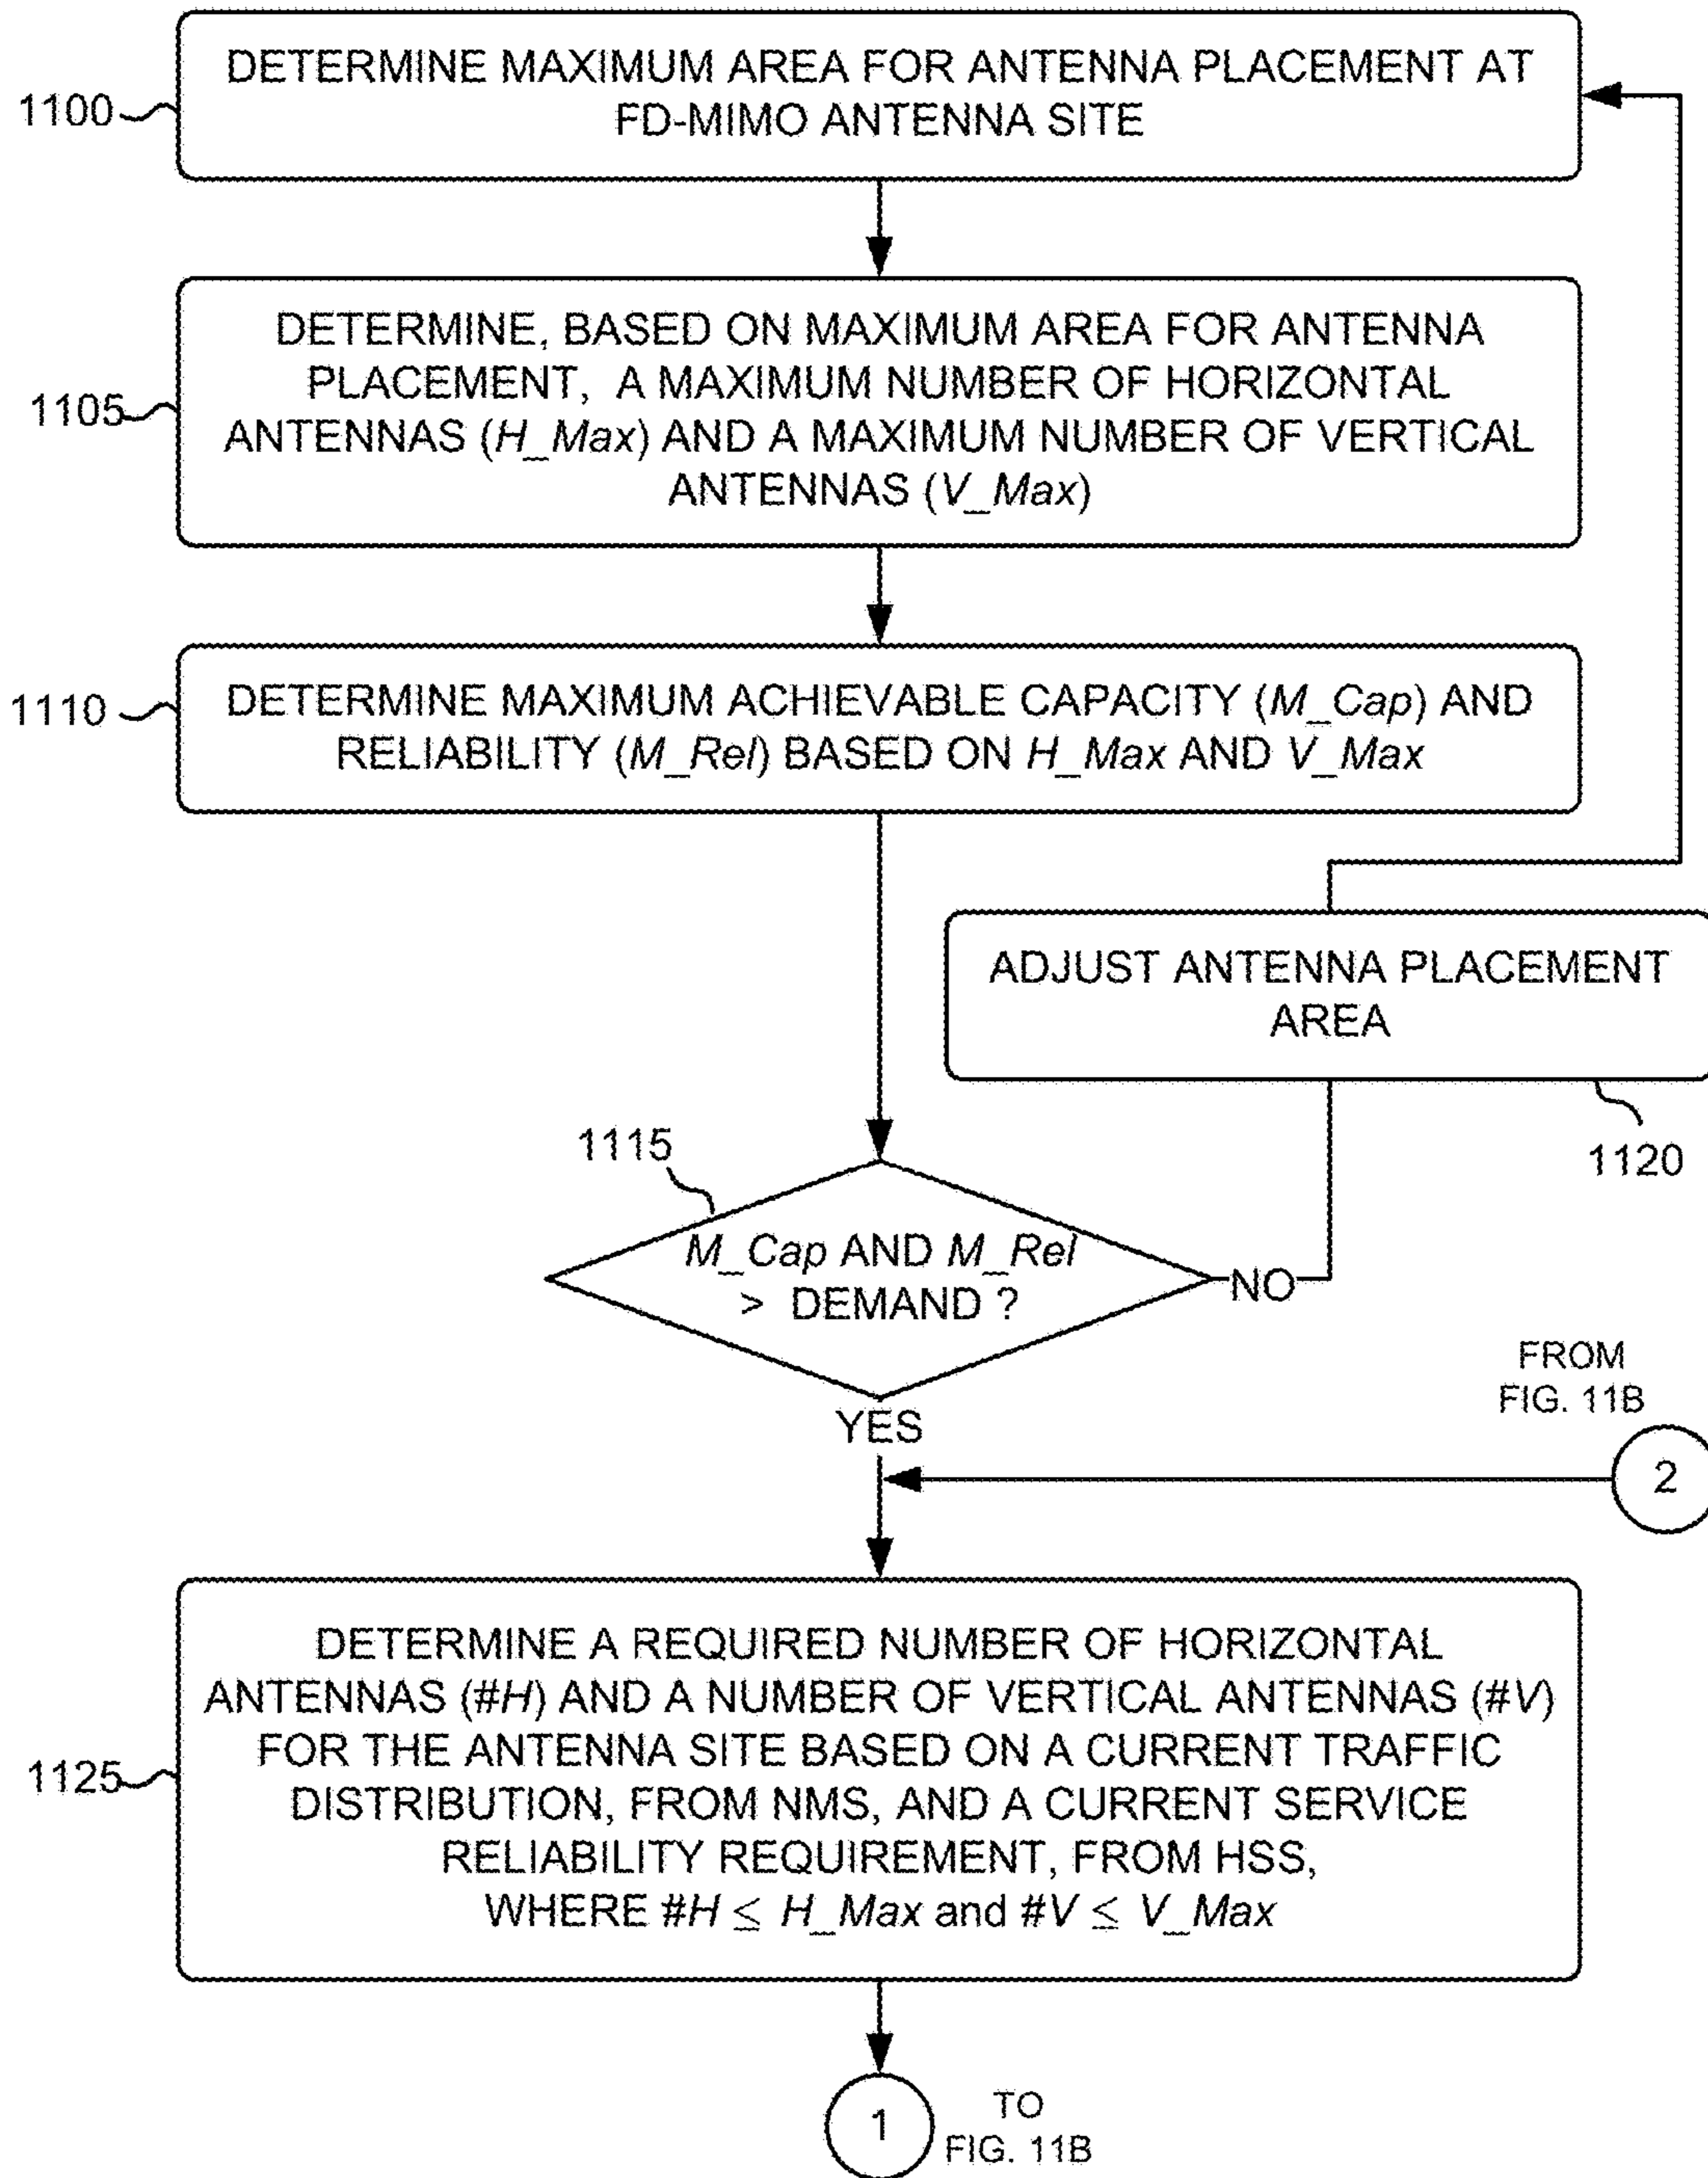 DETERMINE MAXIMUM AREA FOR ANTENNA PLACEMENT AT
FD-MIMO ANTENNA SITE
1100
DETERMINE, BASED ON MAXIMUM AREA FOR ANTENNA
PLACEMENT, A MAXIMUM NUMBER OF HORIZONTAL
ANTENNAS (H_Max) AND A MAXIMUM NUMBER OF VERTICAL
ANTENNAS (V_Max)
1105
DETERMINE MAXIMUM ACHIEVABLE CAPACITY (M_Cap) AND
RELIABILITY (M_Rel) BASED ON H_Max AND V_Max
1110
ADJUST ANTENNA PLACEMENT
AREA
1120
1115
M_Cap AND M_Rel
> DEMAND ?
NO
YES
FROM
FIG. 11B
2
DETERMINE A REQUIRED NUMBER OF HORIZONTAL
ANTENNAS (#H) AND A NUMBER OF VERTICAL ANTENNAS (#V)
FOR THE ANTENNA SITE BASED ON A CURRENT TRAFFIC
DISTRIBUTION, FROM NMS, AND A CURRENT SERVICE
RELIABILITY REQUIREMENT, FROM HSS,
WHERE #H ≤ H_Max and #V ≤ V_Max
1125
1
TO
FIG. 11B